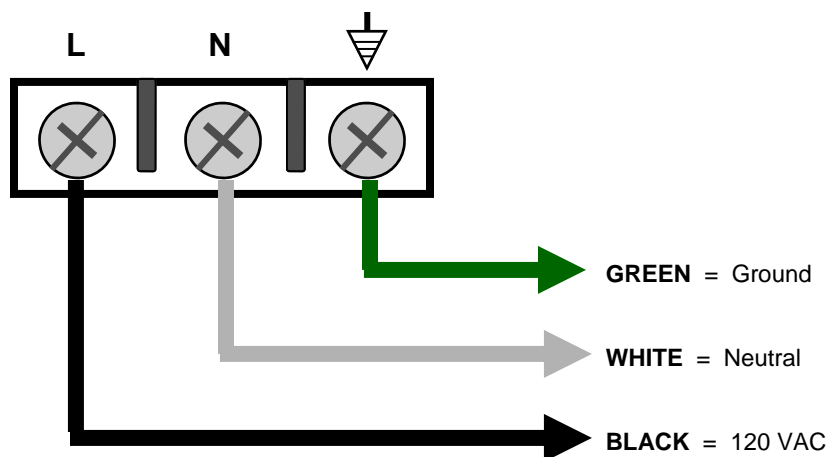 L N
GREEN = Ground
WHITE = Neutral
BLACK = 120 VAC